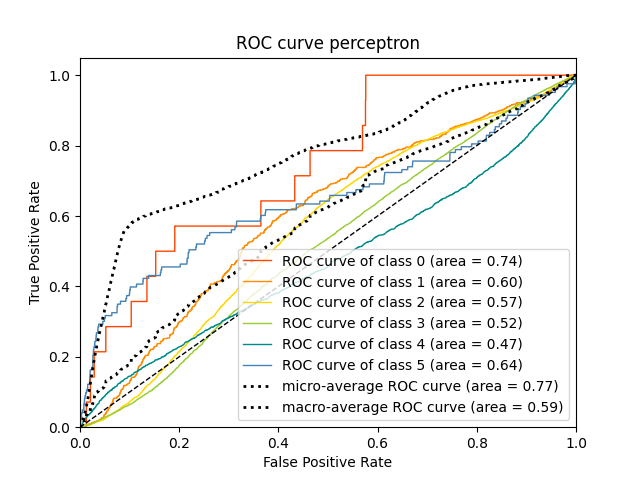 ROC curve perceptron
True Positive Rate
1.0
0.8
0.6
0.4
0.2
0.0
ROC curve of class 0 (area = 0.74)
ROC curve of class 1 (area = 0.60)
ROC curve of class 2 (area = 0.57)
ROC curve of class 3 (area = 0.52)
ROC curve of class 4 (area = 0.47)
ROC curve of class 5 (area = 0.64)
micro-average ROC curve (area = 0.77)
macro-average ROC curve (area = 0.59)
0.0 0.2 0.4 0.6 0.8 1.0
False Positive Rate